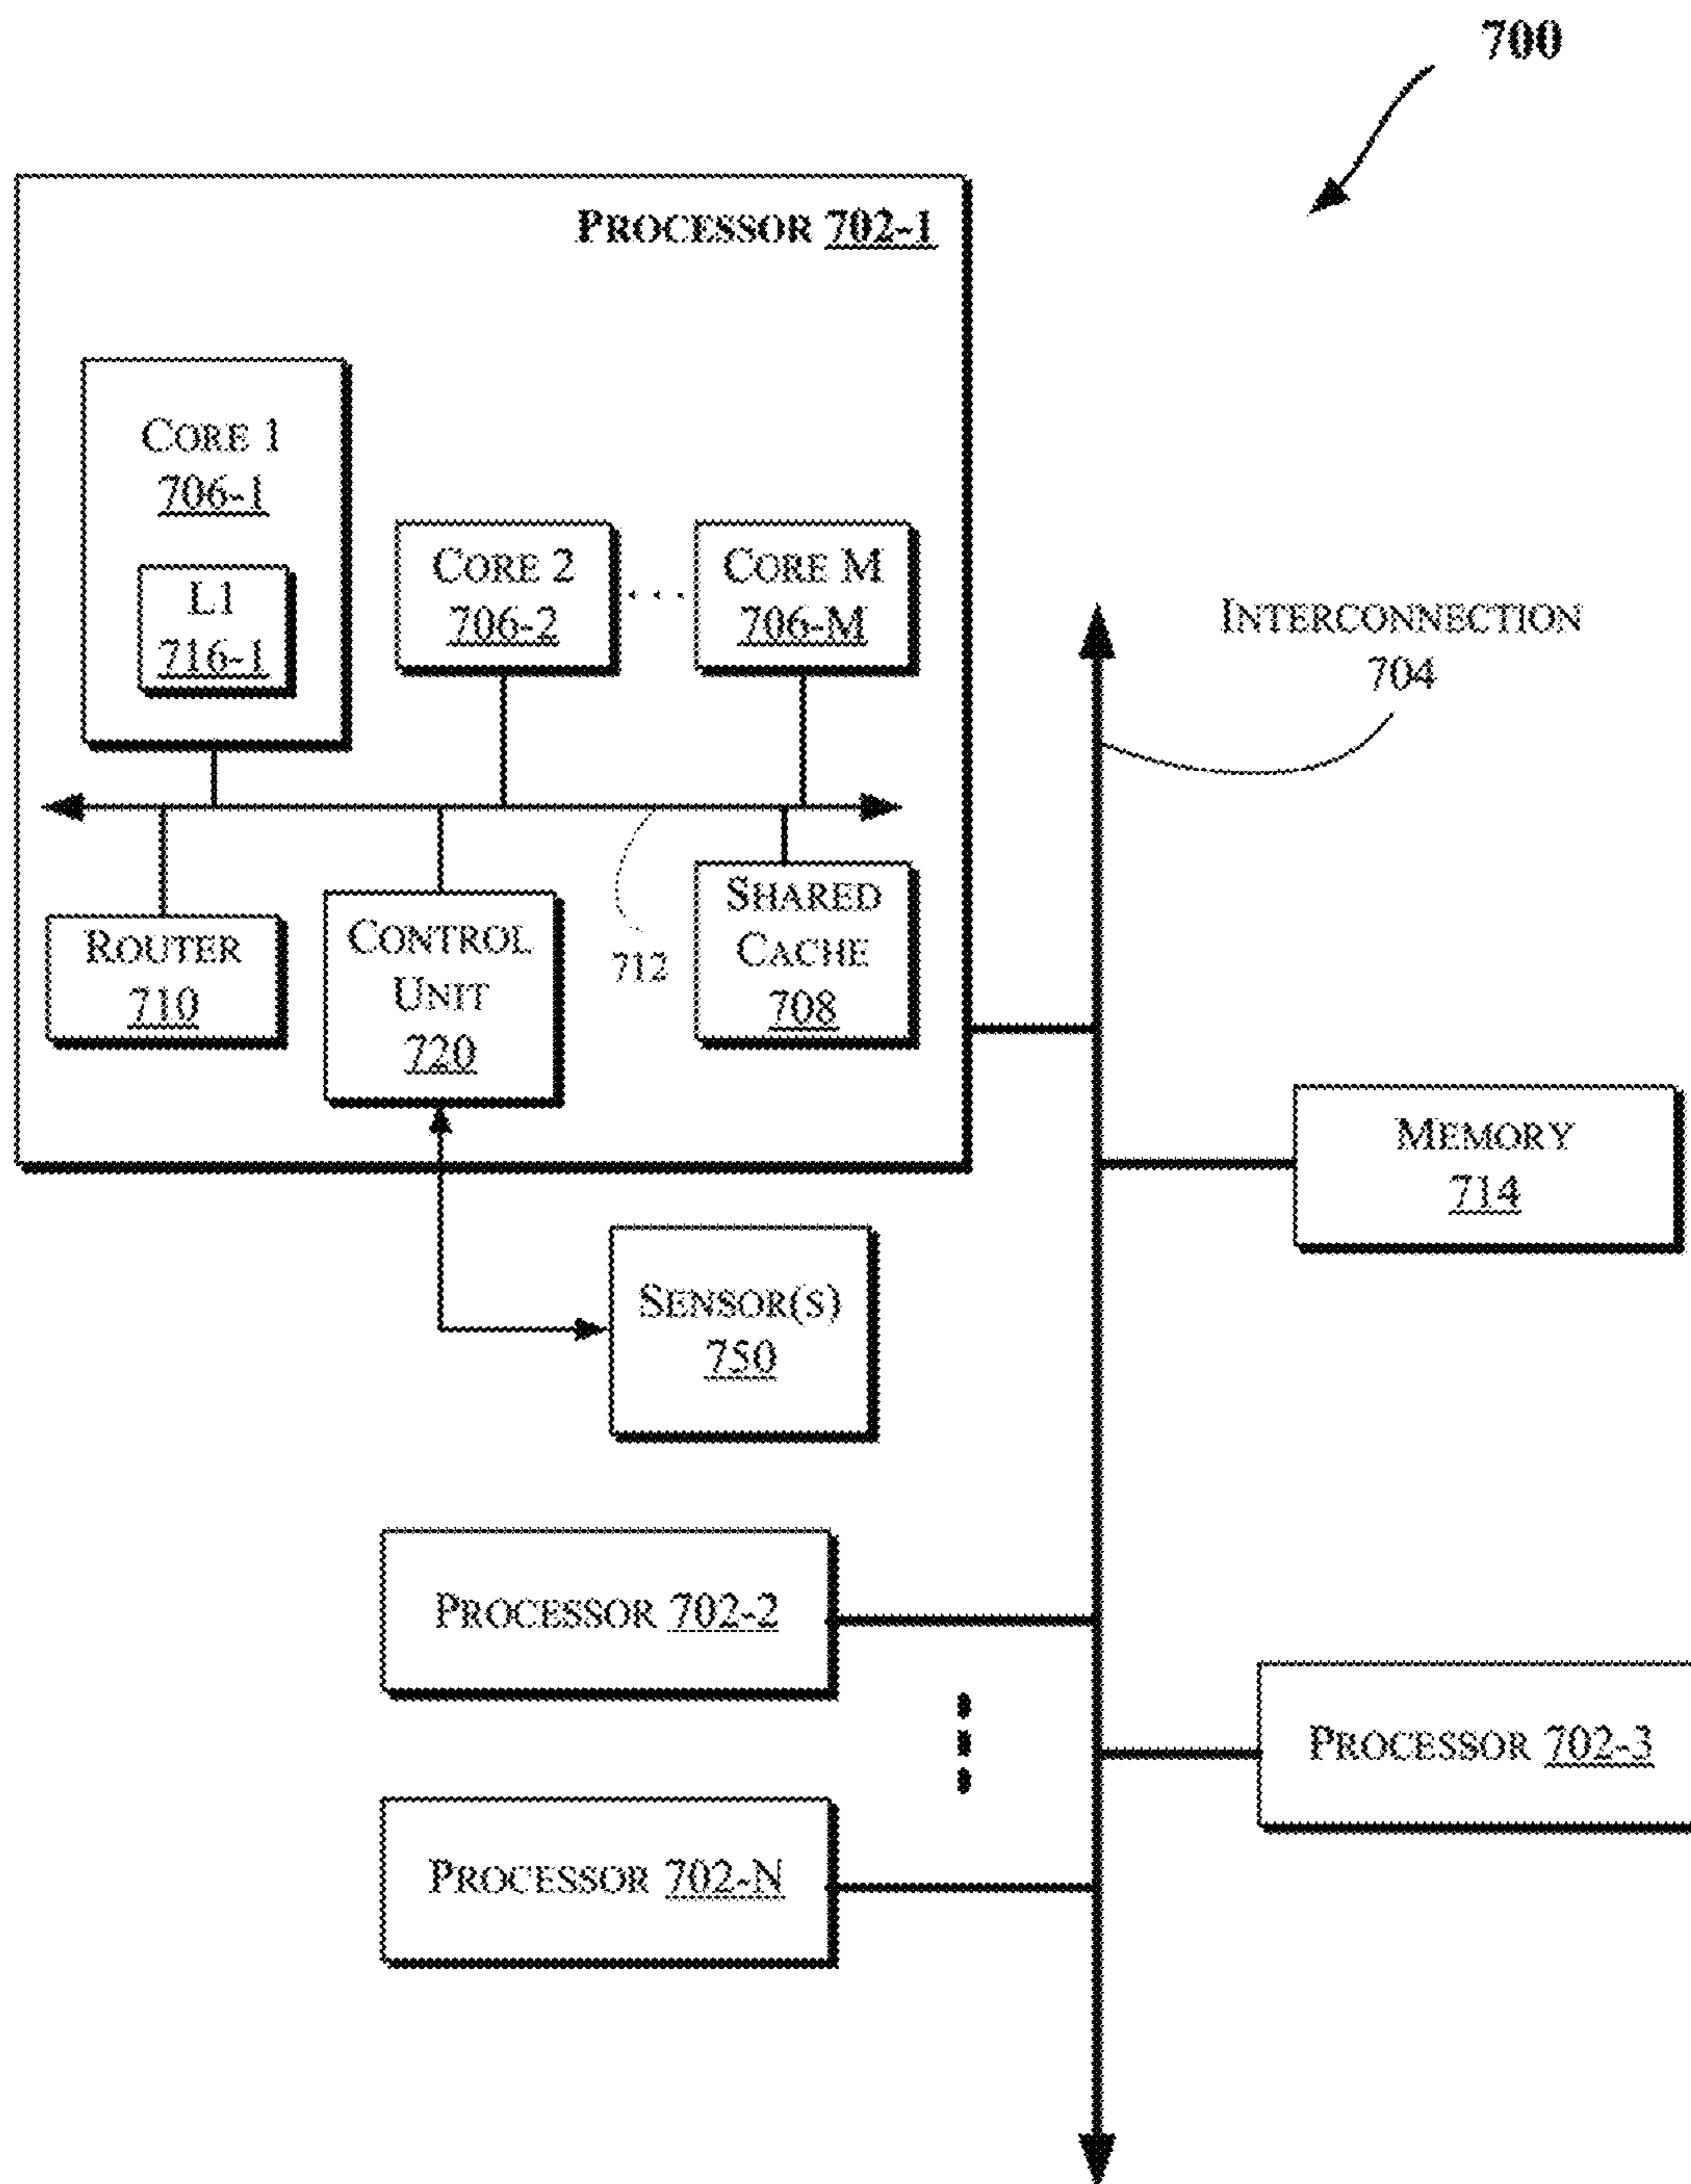 700
PROCESSOR 702-1
CORE 1
706-1
L1
716-1
CORE 2
706-2
. . .
CORE M
706-M
INTERCONNECTION
704
ROUTER
710
CONTROL
UNIT
720
712
SHARED
CACHE
708
MEMORY
714
SENSOR(S)
750
PROCESSOR 702-2
PROCESSOR 702-3
PROCESSOR 702-N